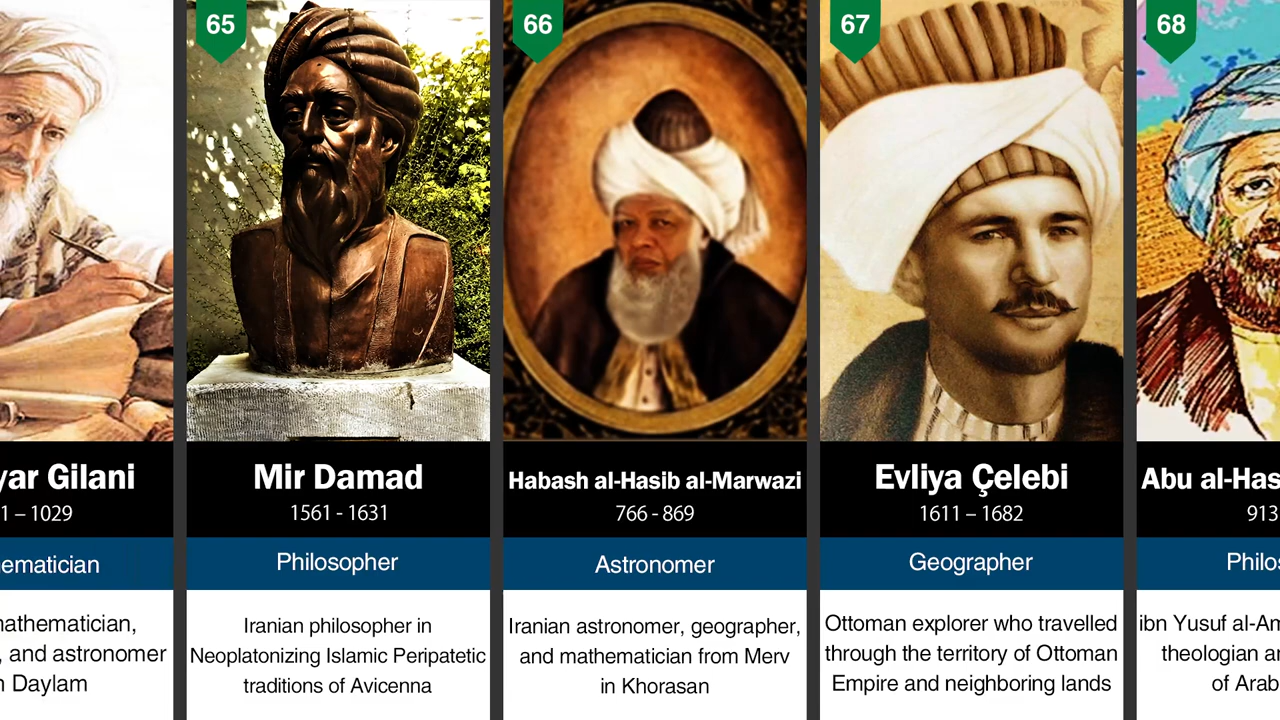 yar Gilani
1 – 1029
ematician
nathematician,
, and astronomer
n Daylam
65
Mir Damad
1561 - 1631
Philosopher
Iranian philosopher in
Neoplatonizing Islamic Peripatetic
traditions of Avicenna
66
Habash al-Hasib al-Marwazi
766 - 869
Astronomer
Iranian astronomer, geographer,
and mathematician from Merv
in Khorasan
67
Evliya Çelebi
1611 – 1682
Geographer
Ottoman explorer who travelled
through the territory of Ottoman
Empire and neighboring lands
68
Abu al-Has
913
Philos
ibn Yusuf al-Am
theologian an
of Arab